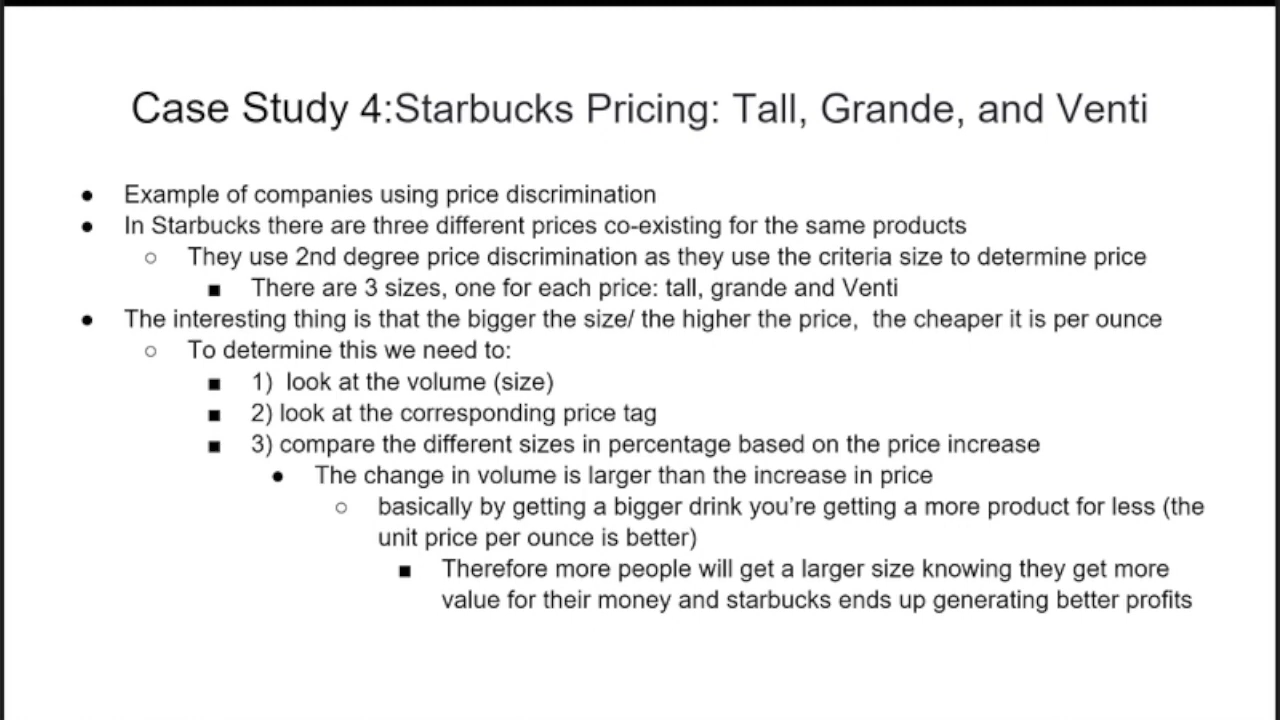 Case Study 4:Starbucks Pricing: Tall, Grande, and Venti
● Example of companies using price discrimination
● In Starbucks there are three different prices co-existing for the same products
○ They use 2nd degree price discrimination as they use the criteria size to determine price
■ There are 3 sizes, one for each price: tall, grande and Venti
● The interesting thing is that the bigger the size/ the higher the price,  the cheaper it is per ounce
○ To determine this we need to:
■ 1)  look at the volume (size)
■ 2) look at the corresponding price tag
■ 3) compare the different sizes in percentage based on the price increase
● The change in volume is larger than the increase in price
○ basically by getting a bigger drink you’re getting a more product for less (the
unit price per ounce is better)
■ Therefore more people will get a larger size knowing they get more
value for their money and starbucks ends up generating better profits